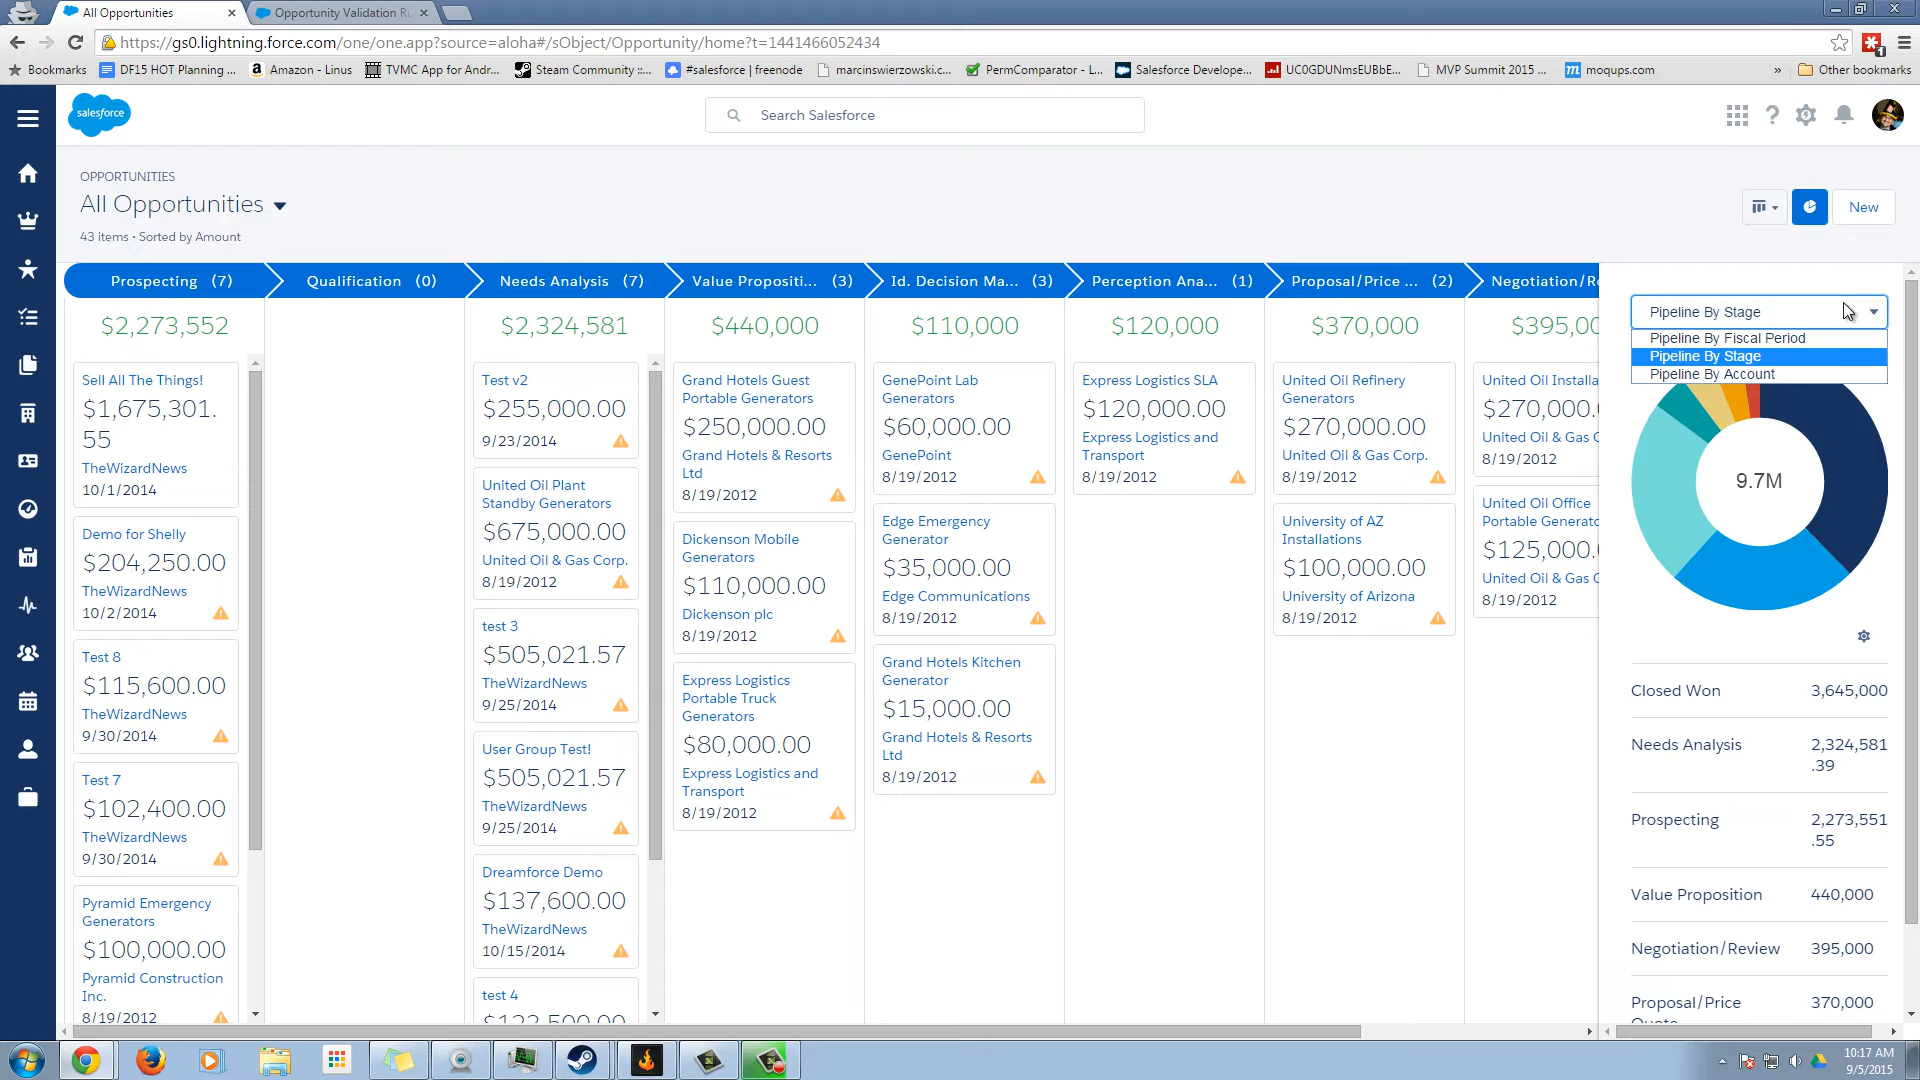 All Opportunities
Opportunity Validation Ru
https://gs0.lightning.force.com/one/one.app?source=aloha#/sObject/Opportunity/home?t=1441466052434
1
Bookmarks
DF15 HOT Planning ...
Amazon - Linus
TVMC App for Andr...
Steam Community ::...
#salesforce | freenode
marcinswierzowski.c...
PermComparator - L...
Salesforce Develope...
UC0GDUNmsEUBbE...
MVP Summit 2015 ...
moqups.com
»
Other bookmarks
salesforce
Search Salesforce
OPPORTUNITIES
All Opportunities
43 items • Sorted by Amount
New
Prospecting (7)
Qualification (0)
Needs Analysis (7)
Value Propositi... (3)
Id. Decision Ma... (3)
Perception Ana... (1)
Proposal/Price ... (2)
Negotiation/R
$2,273,552
$2,324,581
$440,000
$110,000
$120,000
$370,000
$395,00
Sell All The Things!
$1,675,301.
55
TheWizardNews
10/1/2014
Demo for Shelly
$204,250.00
TheWizardNews
10/2/2014
Test 8
$115,600.00
TheWizardNews
9/30/2014
Test 7
$102,400.00
TheWizardNews
9/30/2014
Pyramid Emergency
Generators
$100,000.00
Pyramid Construction
Inc.
8/19/2012
Test v2
$255,000.00
9/23/2014
United Oil Plant
Standby Generators
$675,000.00
United Oil & Gas Corp.
8/19/2012
test 3
$505,021.57
TheWizardNews
9/25/2014
User Group Test!
$505,021.57
TheWizardNews
9/25/2014
Dreamforce Demo
$137,600.00
TheWizardNews
10/15/2014
test 4
Grand Hotels Guest
Portable Generators
$250,000.00
Grand Hotels & Resorts
Ltd
8/19/2012
Dickenson Mobile
Generators
$110,000.00
Dickenson plc
8/19/2012
Express Logistics
Portable Truck
Generators
$80,000.00
Express Logistics and
Transport
8/19/2012
GenePoint Lab
Generators
$60,000.00
GenePoint
8/19/2012
Edge Emergency
Generator
$35,000.00
Edge Communications
8/19/2012
Grand Hotels Kitchen
Generator
$15,000.00
Grand Hotels & Resorts
Ltd
8/19/2012
Express Logistics SLA
$120,000.00
Express Logistics and
Transport
8/19/2012
United Oil Refinery
Generators
$270,000.00
United Oil & Gas Corp.
8/19/2012
University of AZ
Installations
$100,000.00
University of Arizona
8/19/2012
United Oil Installa
$270,000.
United Oil & Gas C
8/19/2012
United Oil Office
Portable Generato
$125,000.
United Oil & Gas C
8/19/2012
Pipeline By Stage
Pipeline By Fiscal Period
Pipeline By Stage
Pipeline By Account
9.7M
Closed Won 3,645,000
Needs Analysis 2,324,581
.39
Prospecting 2,273,551
.55
Value Proposition 440,000
Negotiation/Review 395,000
Proposal/Price 370,000
Quote
10:17 AM
9/5/2015